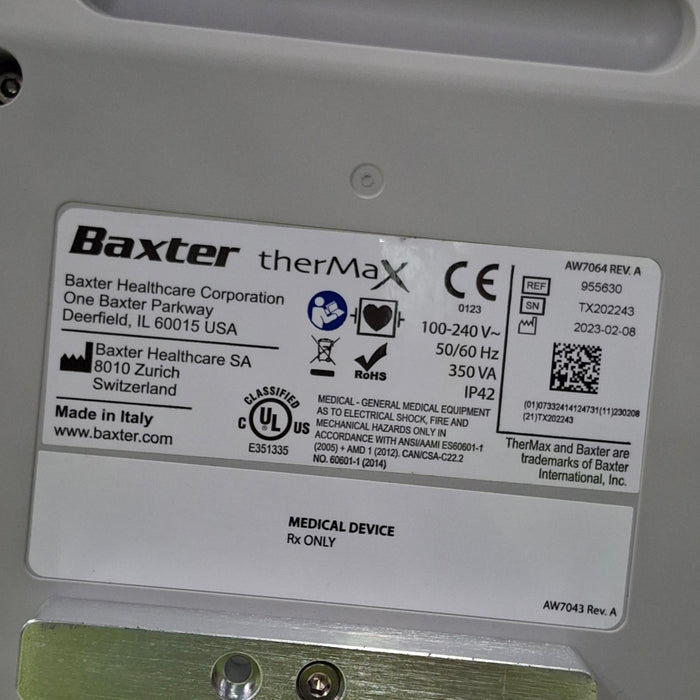 Baxter therMaX
Baxter Healthcare Corporation
One Baxter Parkway
Deerfield, IL 60015 USA
Baxter Healthcare SA
8010 Zurich
Switzerland
Made in Italy
www.baxter.com
CE
0123
100-240 V~
50/60 Hz
350 VA
IP42
RoHS
CLASSIFIED
C UL US
E351335
MEDICAL - GENERAL MEDICAL EQUIPMENT
AS TO ELECTRICAL SHOCK, FIRE AND
MECHANICAL HAZARDS ONLY IN
ACCORDANCE WITH ANSI/AAMI ES60601-1
(2005) + AMD 1 (2012). CAN/CSA-C22.2
NO. 60601-1 (2014)
AW7064 REV. A
REF 955630
SN TX202243
2023-02-08
(01)07332414124731(11)230208
(21)TX202243
TherMax and Baxter are
trademarks of Baxter
International, Inc.
MEDICAL DEVICE
Rx ONLY
AW7043 Rev. A